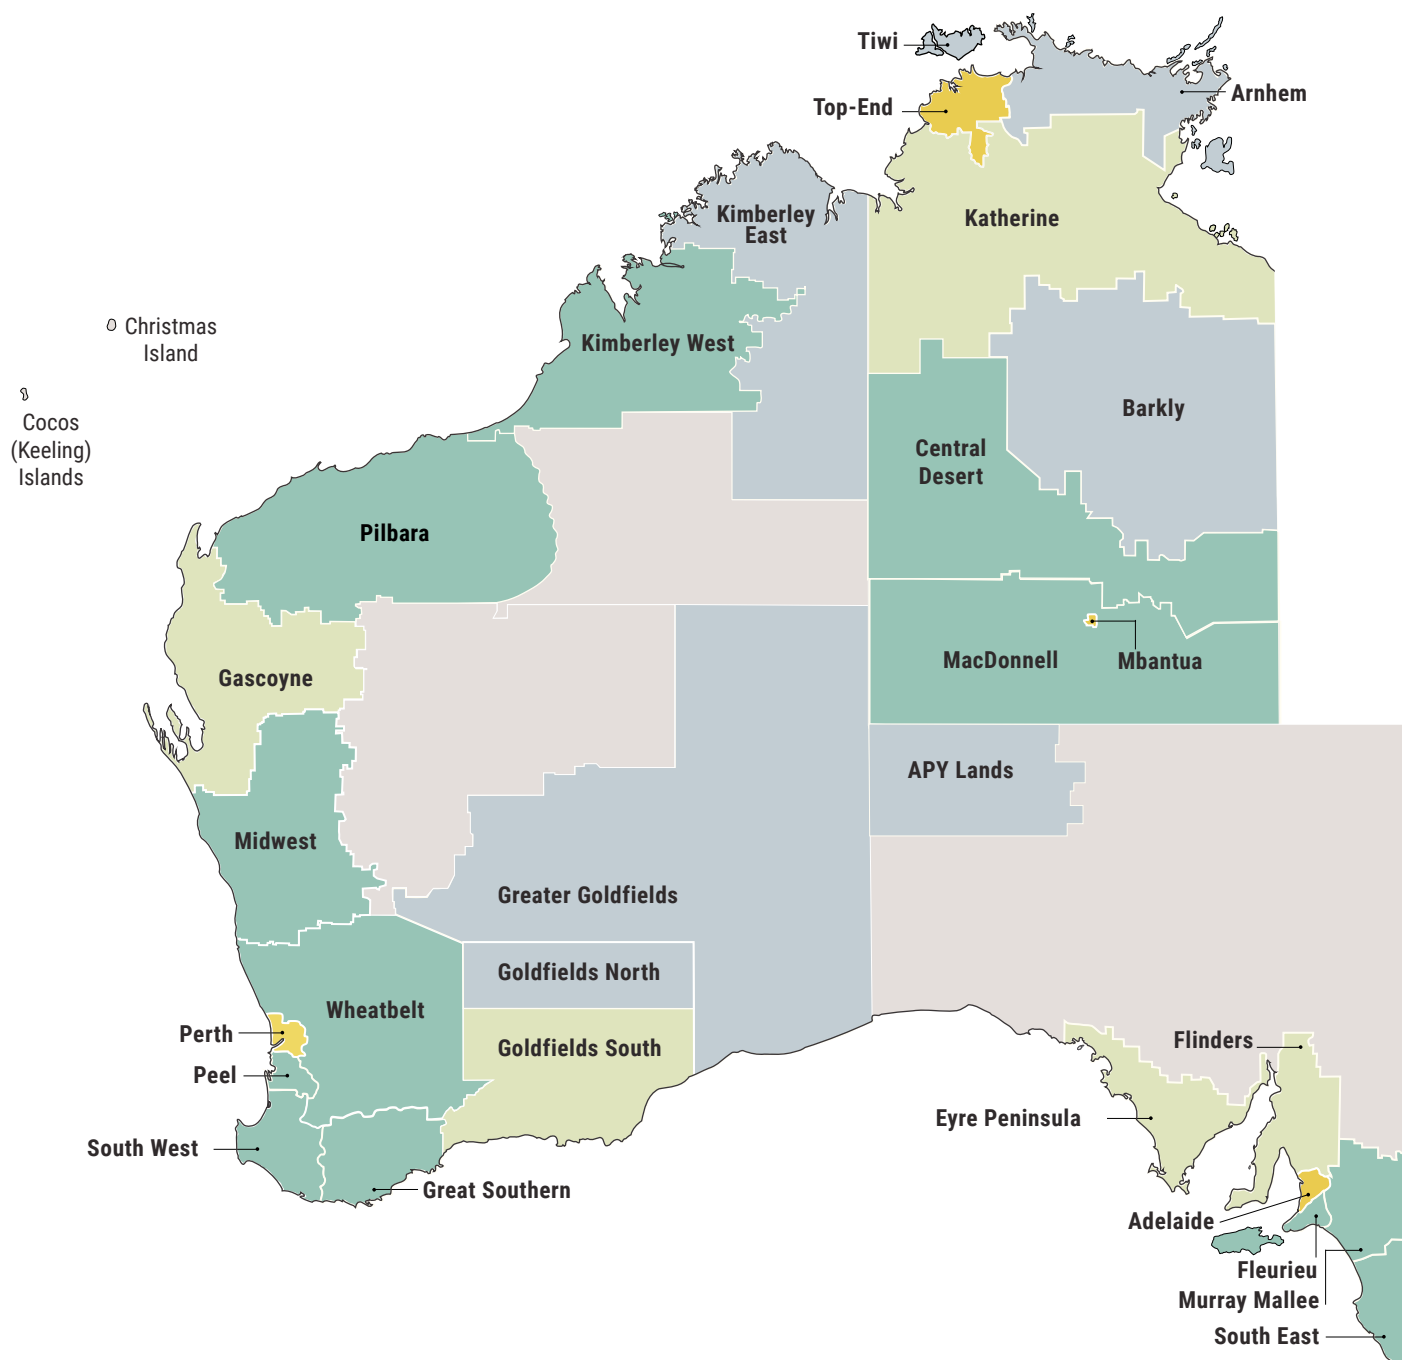 Tiwi
Arnhem
Top-End
Kimberley
East
Katherine
Christmas
Island
Kimberley West
Cocos
(Keeling)
Islands
Barkly
Central
Desert
Pilbara
MacDonnell
Mbantua
Gascoyne
APY Lands
Midwest
Greater Goldfields
Goldfields North
Wheatbelt
Perth
Goldfields South
Flinders
Peel
Eyre Peninsula
South West
Great Southern
Adelaide
Fleurieu
Murray Mallee
South East